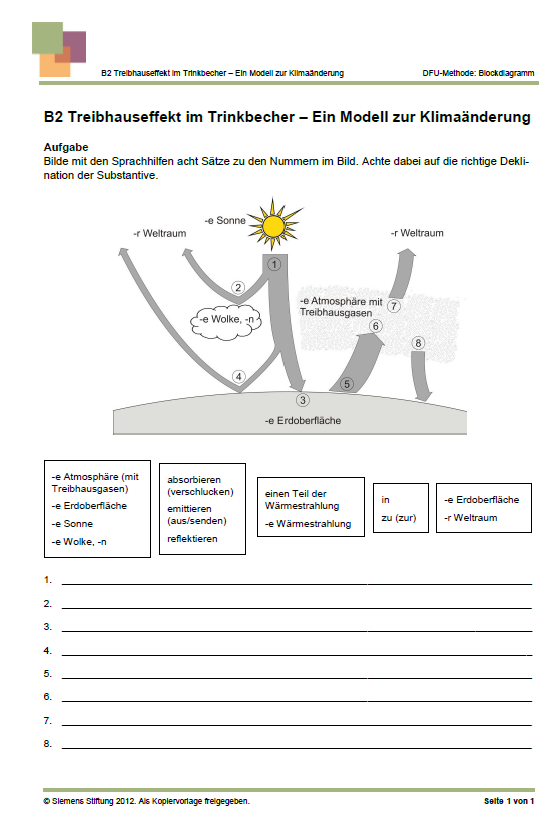 B2 Treibhauseffekt im Trinkbecher – Ein Modell zur Klimaänderung DFU-Methode: Blockdiagramm
B2 Treibhauseffekt im Trinkbecher – Ein Modell zur Klimaänderung
Aufgabe
Bilde mit den Sprachhilfen acht Sätze zu den Nummern im Bild. Achte dabei auf die richtige Dekli-
nation der Substantive.
-e Sonne
-r Weltraum
-r Weltraum
1
2
-e Wolke, -n
-e Atmosphäre mit
Treibhausgasen
7
6
8
4
5
3
-e Erdoberfläche
-e Atmosphäre (mit
Treibhausgasen)
-e Erdoberfläche
-e Sonne
-e Wolke, -n
absorbieren
(verschlucken)
emittieren
(aus/senden)
reflektieren
einen Teil der
Wärmestrahlung
-e Wärmestrahlung
in
zu (zur)
-e Erdoberfläche
-r Weltraum
1.
2.
3.
4.
5.
6.
7.
8.
© Siemens Stiftung 2012. Als Kopiervorlage freigegeben. Seite 1 von 1